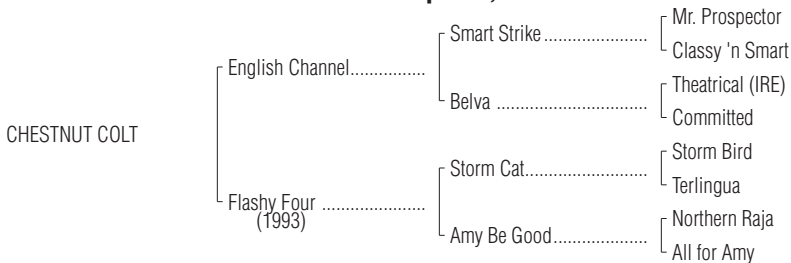 Mr. Prospector
Smart Strike
Classy 'n Smart
English Channel
Theatrical (IRE)
Belva
Committed
CHESTNUT COLT
Storm Bird
Storm Cat
Terlingua
Flashy Four
(1993)
Northern Raja
Amy Be Good
All for Amy